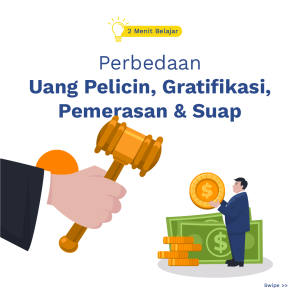 2 Menit Belajar
Perbedaan
Uang Pelicin, Gratifikasi,
Pemerasan & Suap
Swipe >>